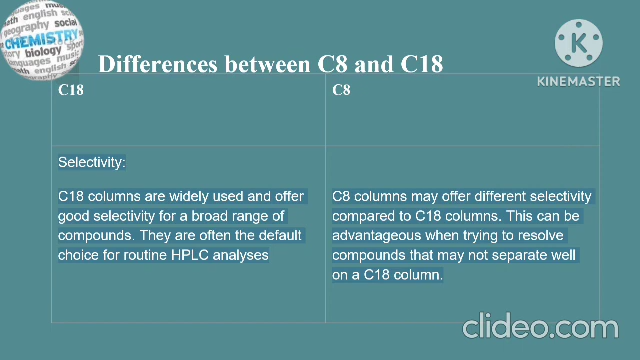 CHEMISTRY
Differences between C8 and C18
KINEMASTER
C18
C8
Selectivity:
C18 columns are widely used and offer
good selectivity for a broad range of
compounds. They are often the default
choice for routine HPLC analyses
C8 columns may offer different selectivity
compared to C18 columns. This can be
advantageous when trying to resolve
compounds that may not separate well
on a C18 column.
clideo.com